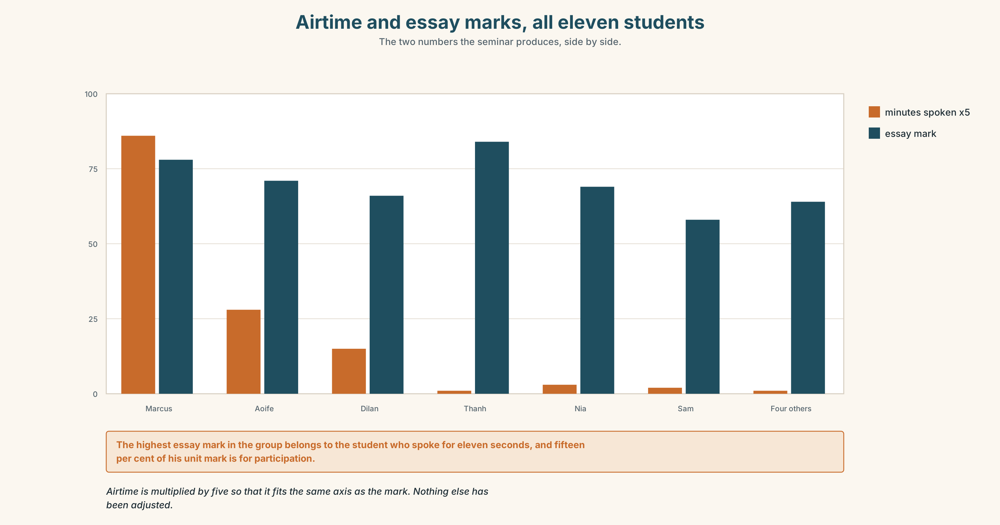 Airtime and essay marks, all eleven students
The two numbers the seminar produces, side by side.
100
75
50
25
0
minutes spoken x5
essay mark
Marcus
Aoife
Dilan
Thanh
Nia
Sam
Four others
The highest essay mark in the group belongs to the student who spoke for eleven seconds, and fifteen
per cent of his unit mark is for participation.
Airtime is multiplied by five so that it fits the same axis as the mark. Nothing else has
been adjusted.